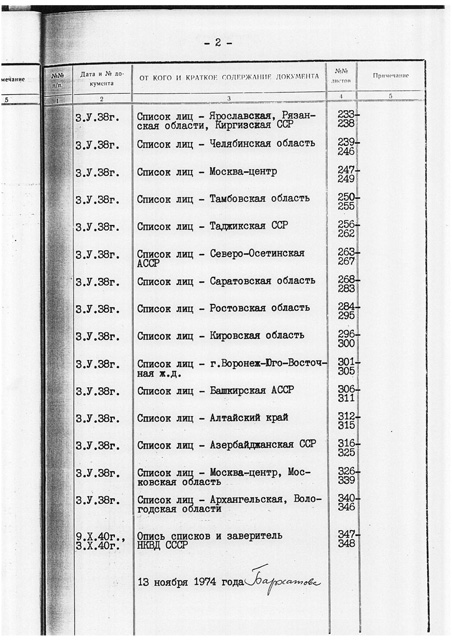 - 2 -
мечание
№№ п/п.
Дата и № документа
ОТ КОГО И КРАТКОЕ СОДЕРЖАНИЕ ДОКУМЕНТА
№№ листов
Примечание
5 1 2 3 4 5
3.У.38г. Список лиц - Ярославская, Рязан- 233-
ская области, Киргизская ССР 238
3.У.38г. Список лиц - Челябинская область 239-
246
3.У.38г. Список лиц - Москва-центр 247-
249
3.У.38г. Список лиц - Тамбовская область 250-
255
3.У.38г. Список лиц - Таджикская ССР 256-
262
3.У.38г. Список лиц - Северо-Осетинская 263-
АССР 267
3.У.38г. Список лиц - Саратовская область 268-
283
3.У.38г. Список лиц - Ростовская область 284-
295
3.У.38г. Список лиц - Кировская область 296-
300
3.У.38г. Список лиц - г.Воронеж-Юго-Восточ- 301-
ная ж.д. 305
3.У.38г. Список лиц - Башкирская АССР 306-
311
3.У.38г. Список лиц - Алтайский край 312-
315
3.У.38г. Список лиц - Азербайджанская ССР 316-
325
3.У.38г. Список лиц - Москва-центр, Мос- 326-
ковская область 339
3.У.38г. Список лиц - Архангельская, Воло- 340-
годская области 346
9.Х.40г., Опись списков и заверитель 347-
3.Х.40г. НКВД СССР 348
13 ноября 1974 года